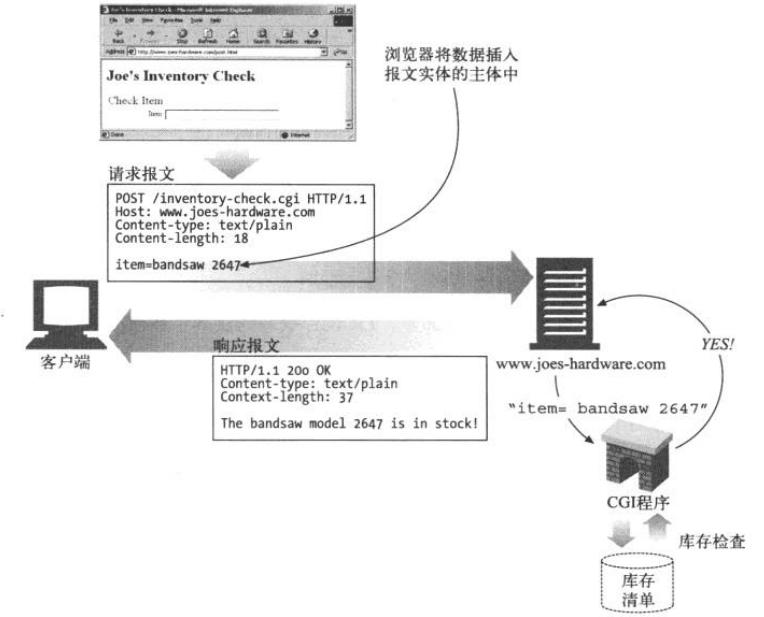 Joe's Inventory Check - Microsoft Internet Explorer
File Edit View Favorites Tools Help
Back Forward Stop Refresh Home Search Favorites History
Address http://www.joes-hardware.com/post.html
Joe's Inventory Check
Check Item
Item:
Done
Internet
浏览器将数据插入
报文实体的主体中
请求报文
POST /inventory-check.cgi HTTP/1.1
Host: www.joes-hardware.com
Content-type: text/plain
Content-length: 18
item=bandsaw 2647
客户端
响应报文
HTTP/1.1 20o OK
Content-type: text/plain
Context-length: 37
The bandsaw model 2647 is in stock!
www.joes-hardware.com
YES!
“item= bandsaw 2647”
CGI程序
库存检查
库存
清单